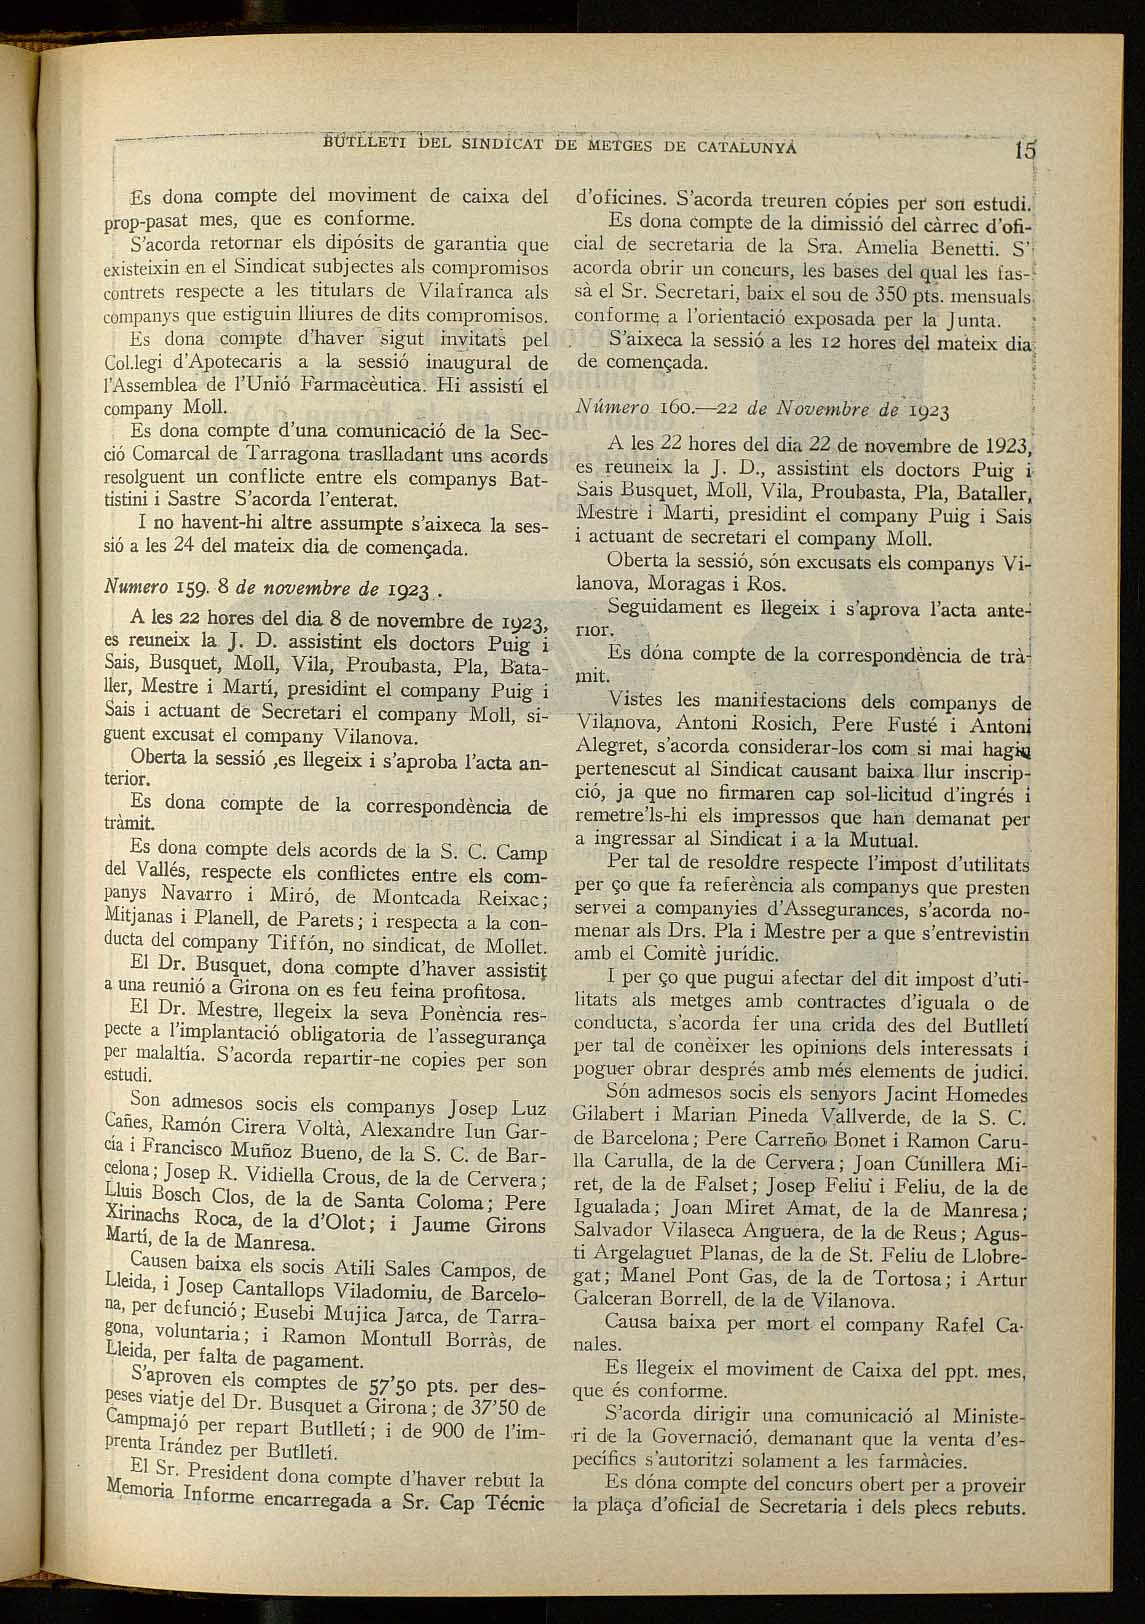 BUTLLETI DEL SINDICAT DE METGES DE CATALUNYA
15
Es dona compte del moviment de caixa del
prop-pasat mes, que es conforme.
S'acorda retornar els dipósits de garantia que
existeixin en el Sindicat subjectes als compromisos
contrets respecte a les titulars de Vilafranca als
companys que estiguin lliures de dits compromisos.
Es dona compte d'haver sigut invitats pel
Col.legi d'Apotecaris a la sessió inaugural de
l'Assemblea de l'Unió Farmacèutica. Hi assistí el
company Moll.
Es dona compte d'una comunicació de la Sec-
ció Comarcal de Tarragona traslladant uns acords
resolguent un conflicte entre els companys Bat-
tistini i Sastre S'acorda l'enterat.
I no havent-hi altre assumpte s'aixeca la ses-
sió a les 24 del mateix dia de començada.
Numero 159. 8 de novembre de 1923 .
A les 22 hores del dia 8 de novembre de 1923,
es reuneix la J. D. assistint els doctors Puig i
Sais, Busquet, Moll, Vila, Proubasta, Pla, Bata-
ller, Mestre i Martí, presidint el company Puig i
Sais i actuant de Secretari el company Moll, si-
guent excusat el company Vilanova.
Oberta la sessió ,es llegeix i s'aproba l'acta an-
terior.
Es dona compte de la correspondència de
tràmit.
Es dona compte dels acords de la S. C. Camp
del Vallés, respecte els conflictes entre els com-
panys Navarro i Miró, de Montcada Reixac;
Mitjanas i Planell, de Parets; i respecta a la con-
ducta del company Tiffón, no sindicat, de Mollet.
El Dr. Busquet, dona compte d'haver assistit
a una reunió a Girona on es feu feina profitosa.
El Dr. Mestre, llegeix la seva Ponència res-
pecte a l'implantació obligatoria de l'assegurança
per malaltía. S'acorda repartir-ne copies per son
estudi.
Son admesos socis els companys Josep Luz
Cañes, Ramón Cirera Voltà, Alexandre Iun Gar-
cía i Francisco Muñoz Bueno, de la S. C. de Bar-
celona; Josep R. Vidiella Crous, de la de Cervera;
Lluis Bosch Clos, de la de Santa Coloma; Pere
Xirinachs Roca, de la d'Olot; i Jaume Girons
Martí, de la de Manresa.
Causen baixa els socis Atili Sales Campos, de
Lleida, i Josep Cantallops Viladomiu, de Barcelo-
na, per defunció; Eusebi Mujica Jarca, de Tarra-
gona, voluntaria; i Ramon Montull Borràs, de
Lleida, per falta de pagament.
S'aproven els comptes de 57'50 pts. per des-
peses viatje del Dr. Busquet a Girona; de 37'50 de
Campmajó per repart Butlletí; i de 900 de l'im-
prenta Irández per Butlletí.
El Sr. President dona compte d'haver rebut la
Memoria Informe encarregada a Sr. Cap Técnic
d'oficines. S'acorda treuren cópies per son estudi.
Es dona compte de la dimissió del càrrec d'ofi-
cial de secretaria de la Sra. Amelia Benetti. S'
acorda obrir un concurs, les bases del qual les fas-
sà el Sr. Secretari, baix el sou de 350 pts. mensuals
conforme a l'orientació exposada per la Junta.
S'aixeca la sessió a les 12 hores del mateix dia
de començada.
Número 160.—22 de Novembre de 1923
A les 22 hores del dia 22 de novembre de 1923,
es reuneix la J. D., assistint els doctors Puig i
Sais Busquet, Moll, Vila, Proubasta, Pla, Bataller,
Mestre i Marti, presidint el company Puig i Sais
i actuant de secretari el company Moll.
Oberta la sessió, són excusats els companys Vi-
lanova, Moragas i Ros.
Seguidament es llegeix i s'aprova l'acta ante-
rior.
Es dóna compte de la correspondència de trà-
mit.
Vistes les manifestacions dels companys de
Vilanova, Antoni Rosich, Pere Fusté i Antoni
Alegret, s'acorda considerar-los com si mai hagin
pertenescut al Sindicat causant baixa llur inscrip-
ció, ja que no firmaren cap sol-licitud d'ingrés i
remetre'ls-hi els impressos que han demanat per
a ingressar al Sindicat i a la Mutual.
Per tal de resoldre respecte l'impost d'utilitats
per ço que fa referència als companys que presten
servei a companyies d'Assegurances, s'acorda no-
menar als Drs. Pla i Mestre per a que s'entrevistin
amb el Comitè jurídic.
I per ço que pugui afectar del dit impost d'uti-
litats als metges amb contractes d'iguala o de
conducta, s'acorda fer una crida des del Butlletí
per tal de conèixer les opinions dels interessats i
poguer obrar després amb més elements de judici.
Són admesos socis els senyors Jacint Homedes
Gilabert i Marian Pineda Vallverde, de la S. C.
de Barcelona; Pere Carreño Bonet i Ramon Caru-
lla Carulla, de la de Cervera; Joan Cunillera Mi-
ret, de la de Falset; Josep Feliu i Feliu, de la de
Igualada; Joan Miret Amat, de la de Manresa;
Salvador Vilaseca Anguera, de la de Reus; Agus-
ti Argelaguet Planas, de la de St. Feliu de Llobre-
gat; Manel Pont Gas, de la de Tortosa; i Artur
Galceran Borrell, de la de Vilanova.
Causa baixa per mort el company Rafel Ca-
nales.
Es llegeix el moviment de Caixa del ppt. mes,
que és conforme.
S'acorda dirigir una comunicació al Ministe-
ri de la Governació, demanant que la venta d'es-
pecífics s'autoritzi solament a les farmàcies.
Es dóna compte del concurs obert per a proveir
la plaça d'oficial de Secretaria i dels plecs rebuts.